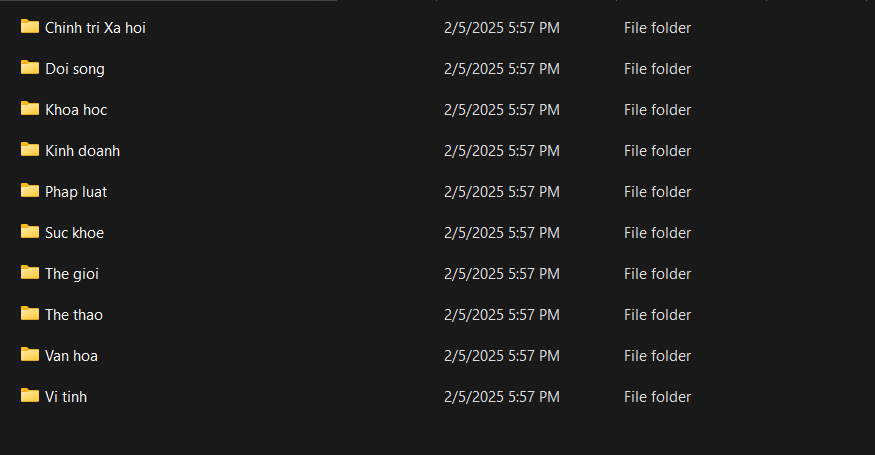 Chinh tri Xa hoi 2/5/2025 5:57 PM File folder
Doi song 2/5/2025 5:57 PM File folder
Khoa hoc 2/5/2025 5:57 PM File folder
Kinh doanh 2/5/2025 5:57 PM File folder
Phap luat 2/5/2025 5:57 PM File folder
Suc khoe 2/5/2025 5:57 PM File folder
The gioi 2/5/2025 5:57 PM File folder
The thao 2/5/2025 5:57 PM File folder
Van hoa 2/5/2025 5:57 PM File folder
Vi tinh 2/5/2025 5:57 PM File folder